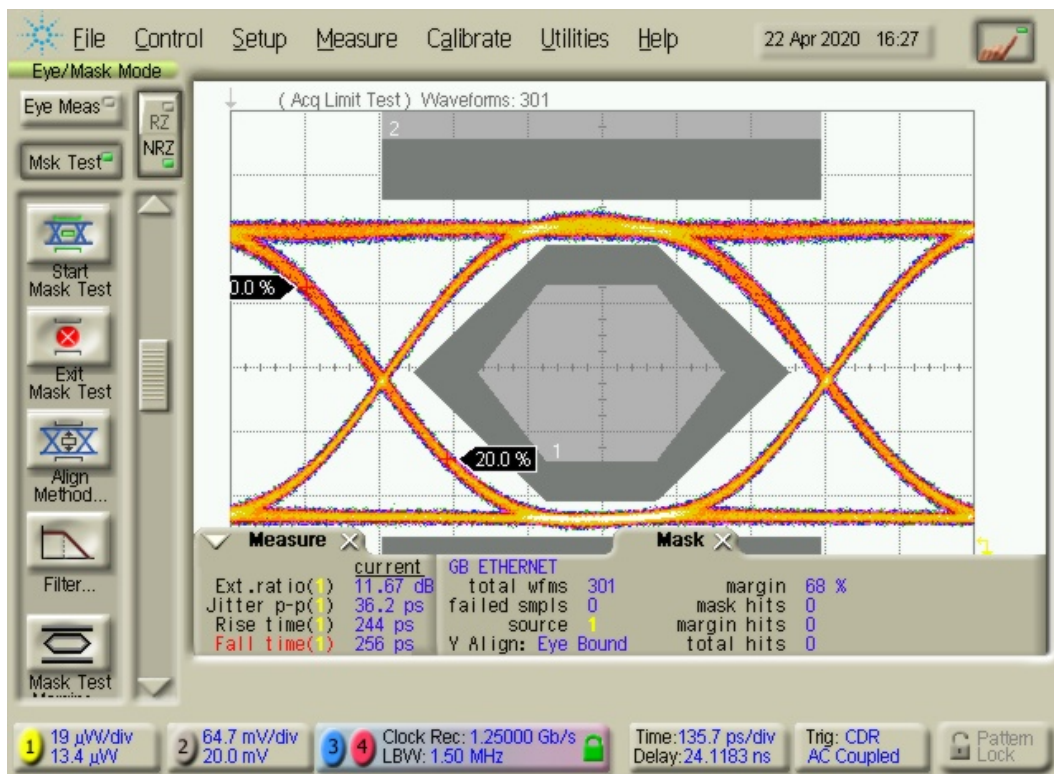 File Control Setup Measure Calibrate Utilities Help 22 Apr 2020 16:27
Eye/Mask Mode
Eye Meas
RZ
NRZ
Msk Test
( Acq Limit Test ) Waveforms: 301
2
Start
Mask Test
0.0 %
Exit
Mask Test
20.0 %
1
Align
Method...
Filter...
Mask Test
Measure
current
Ext.ratio(1) 11.67 dB
Jitter p-p(1) 36.2 ps
Rise time(1) 244 ps
Fall time(1) 256 ps
Mask
GB ETHERNET
total wfms 301
failed smpls 0
source 1
Y Align: Eye Bound
margin 68 %
mask hits 0
margin hits 0
total hits 0
1 19 µW/div
13.4 µW
2 64.7 mV/div
20.0 mV
3 4 Clock Rec: 1.25000 Gb/s
LBW: 1.50 MHz
Time:135.7 ps/div
Delay:24.1183 ns
Trig: CDR
AC Coupled
Pattern
Lock